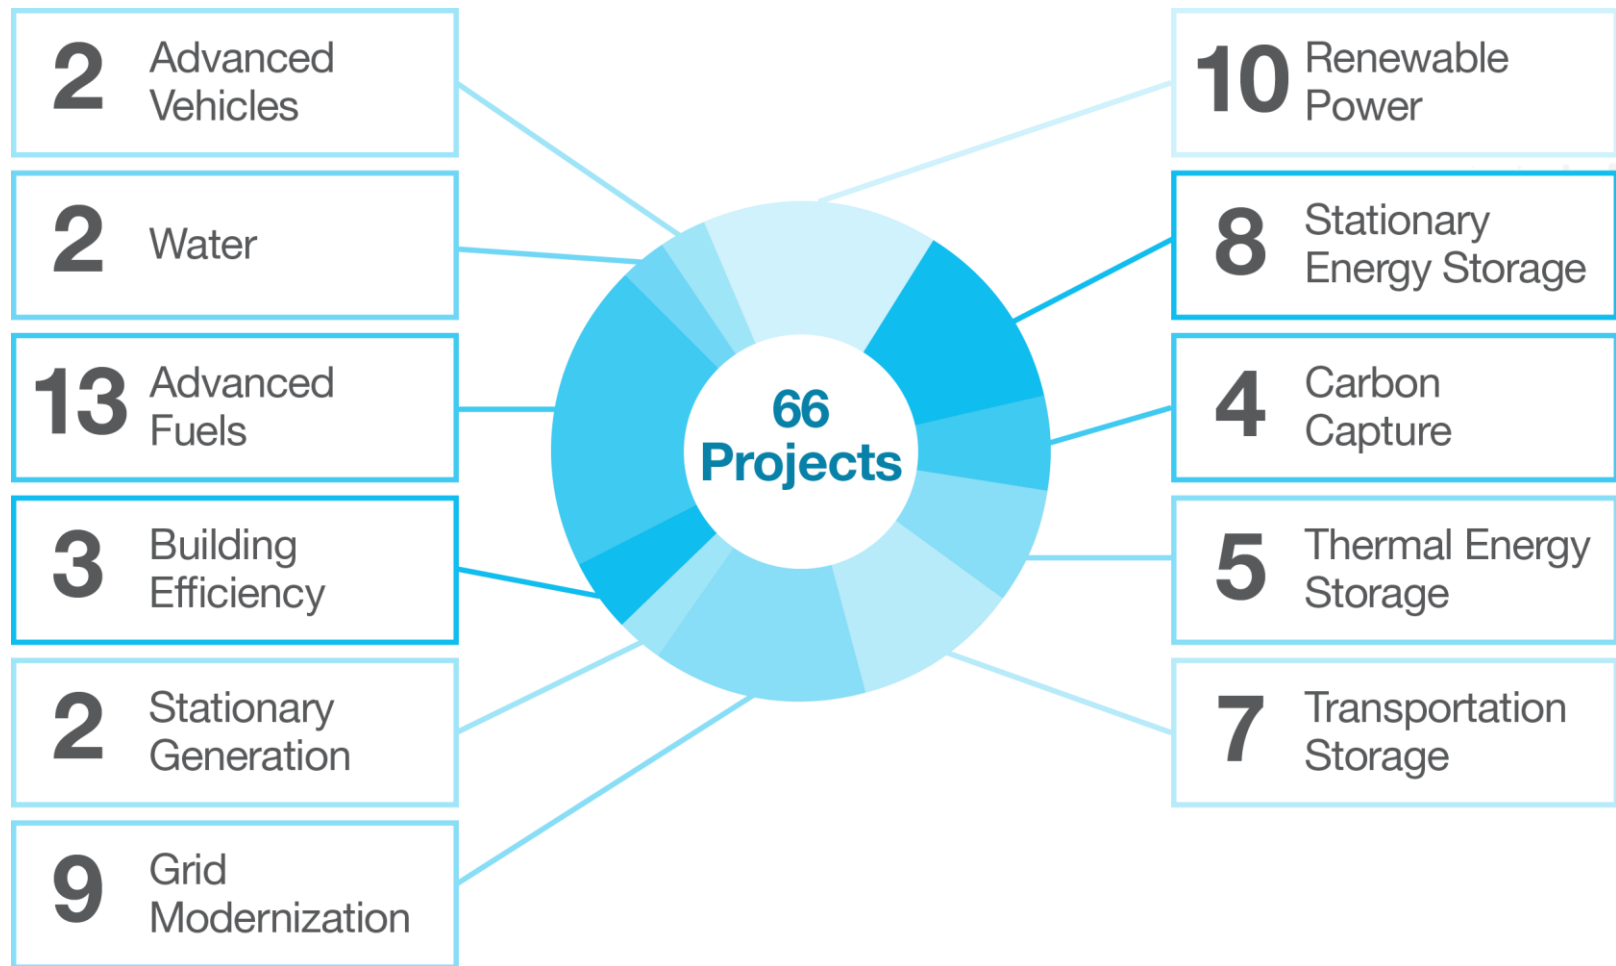 2 Advanced
Vehicles
2 Water
13 Advanced
Fuels
3 Building
Efficiency
2 Stationary
Generation
9 Grid
Modernization
66
Projects
10 Renewable
Power
8 Stationary
Energy Storage
4 Carbon
Capture
5 Thermal Energy
Storage
7 Transportation
Storage